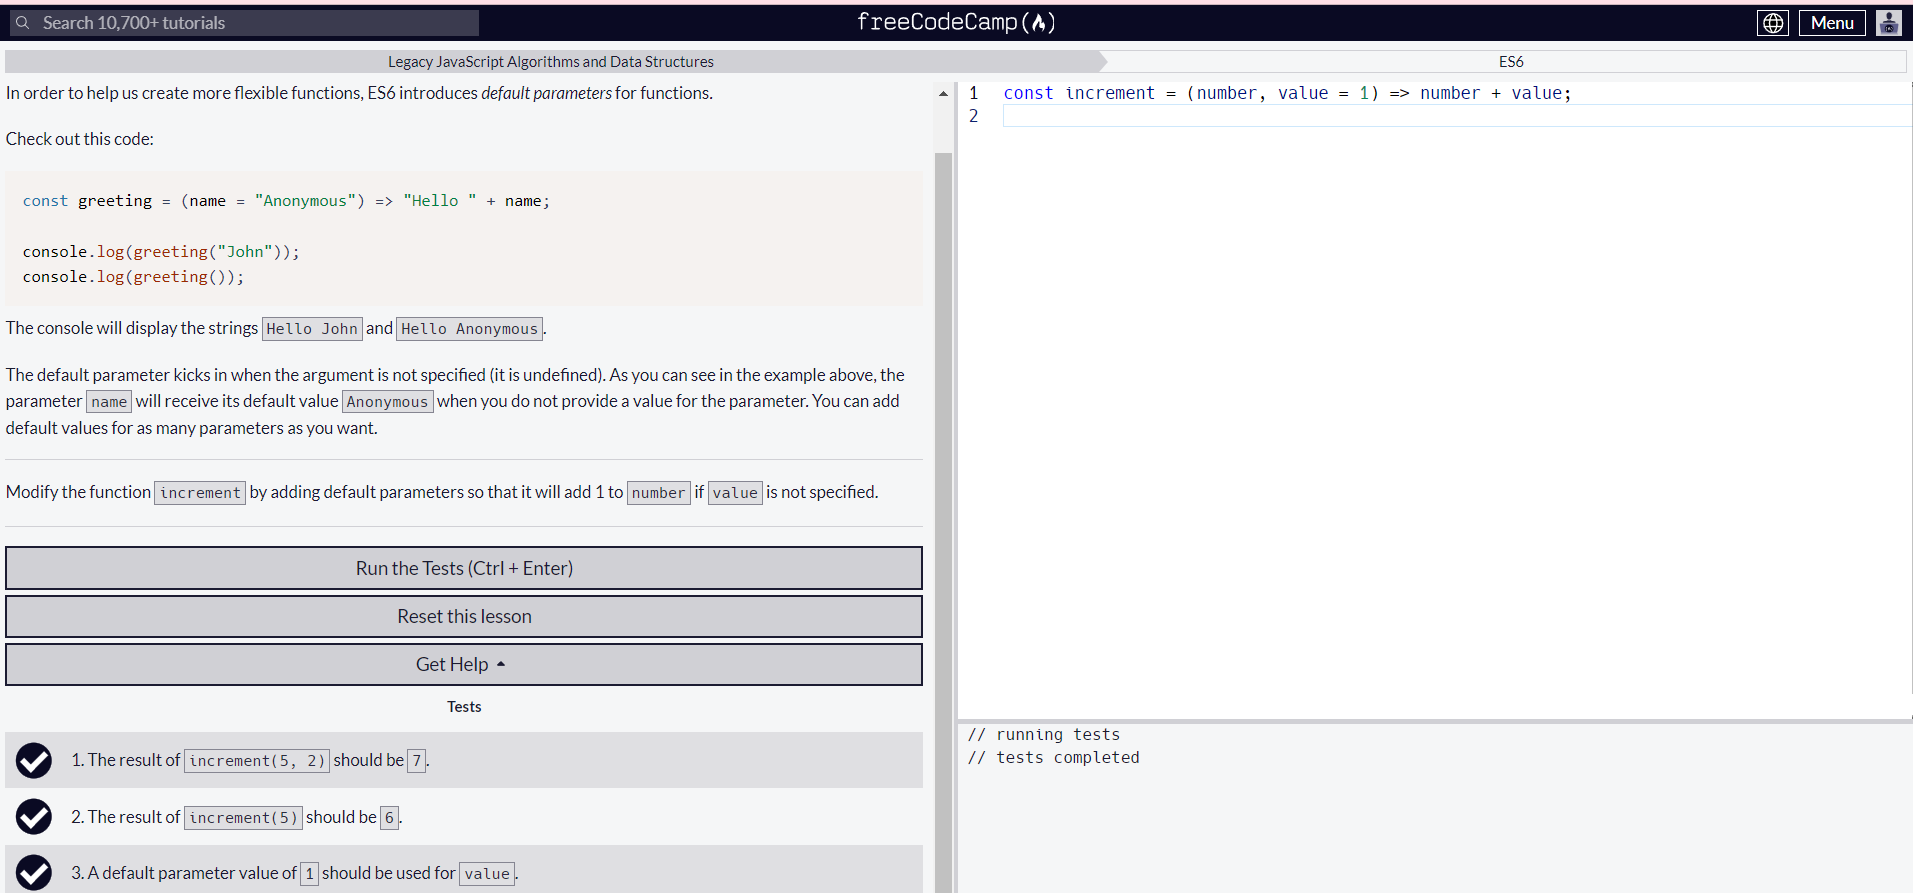 Search 10,700+ tutorials
freeCodeCamp(🔥)
Menu
Legacy JavaScript Algorithms and Data Structures
ES6
In order to help us create more flexible functions, ES6 introduces default parameters for functions.
Check out this code:
const greeting = (name = "Anonymous") => "Hello " + name;
console.log(greeting("John"));
console.log(greeting());
The console will display the strings Hello John and Hello Anonymous.
The default parameter kicks in when the argument is not specified (it is undefined). As you can see in the example above, the
parameter name will receive its default value Anonymous when you do not provide a value for the parameter. You can add
default values for as many parameters as you want.
Modify the function increment by adding default parameters so that it will add 1 to number if value is not specified.
Run the Tests (Ctrl + Enter)
Reset this lesson
Get Help
Tests
1. The result of increment(5, 2) should be 7.
2. The result of increment(5) should be 6.
3. A default parameter value of 1 should be used for value.
1 const increment = (number, value = 1) => number + value;
2
// running tests
// tests completed